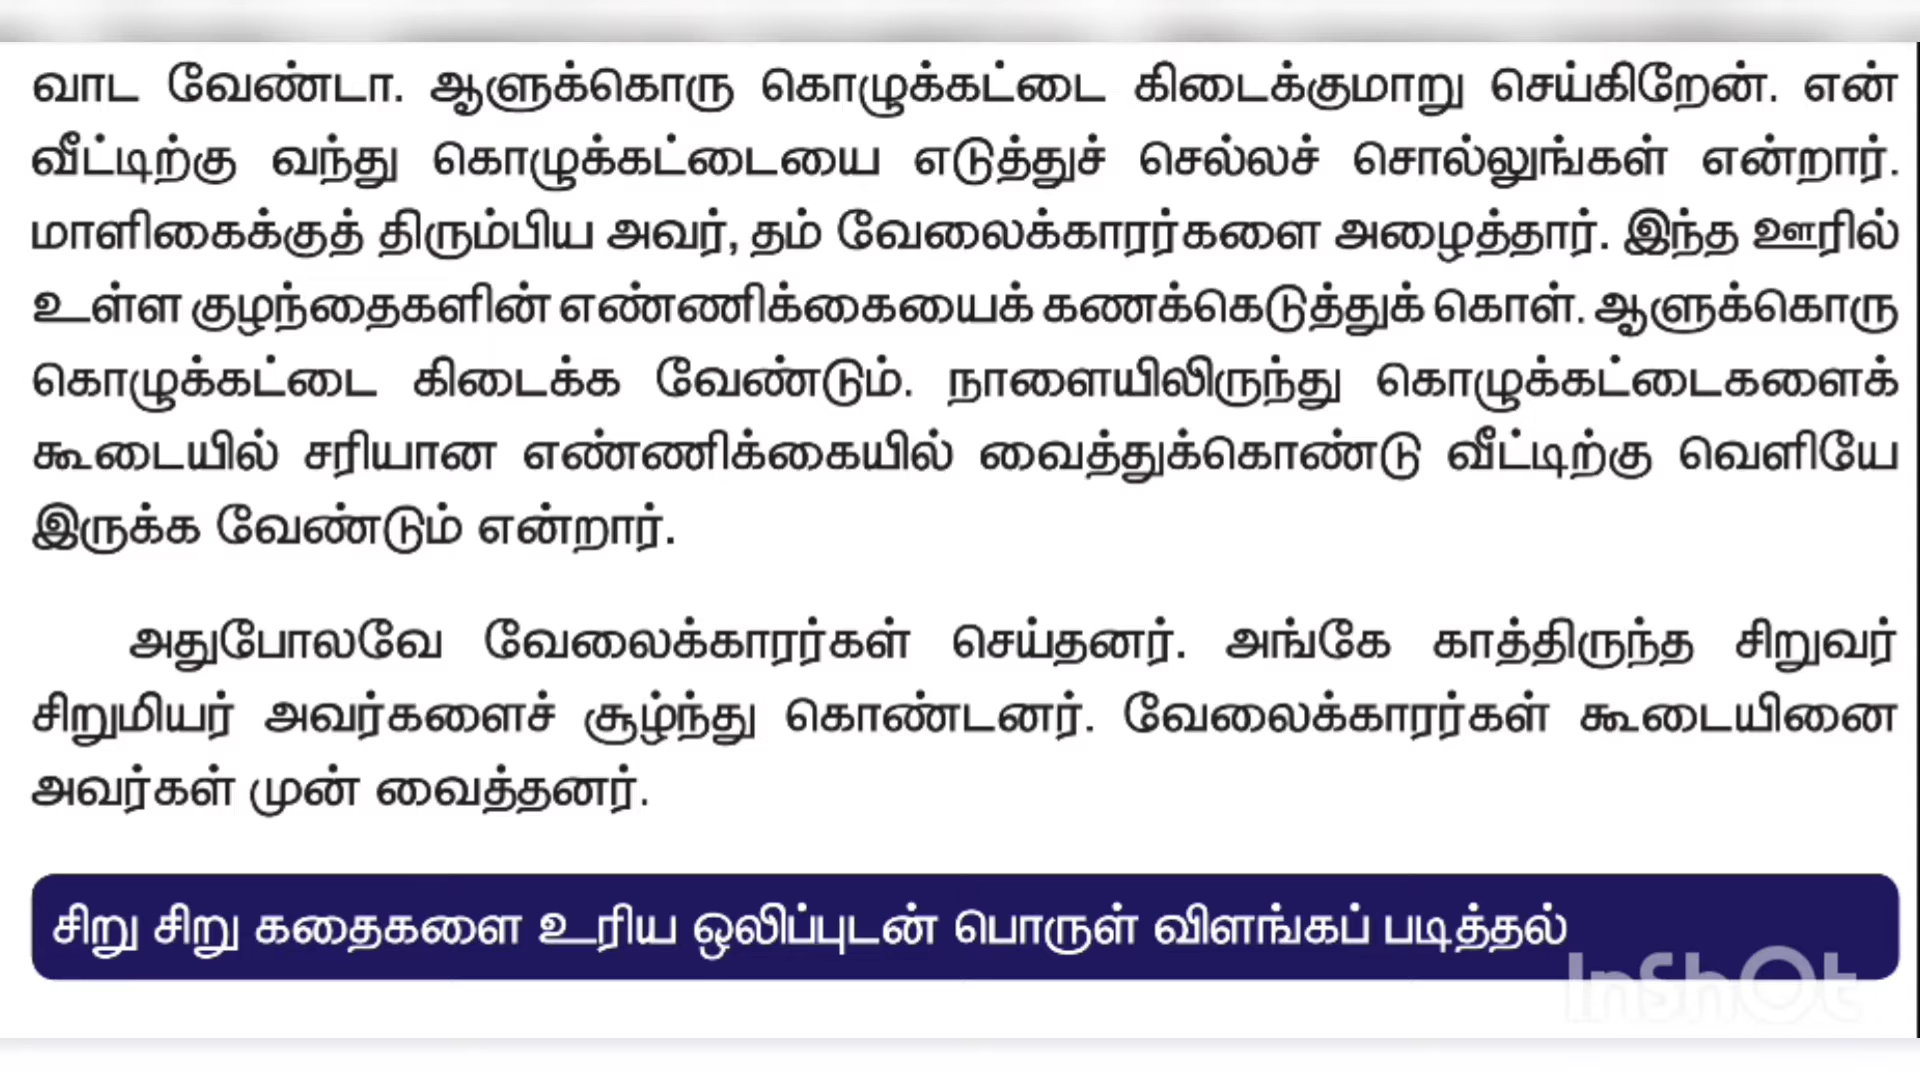 வாட வேண்டா. ஆளுக்கொரு கொழுக்கட்டை கிடைக்குமாறு செய்கிறேன். என்
வீட்டிற்கு வந்து கொழுக்கட்டையை எடுத்துச் செல்லச் சொல்லுங்கள் என்றார்.
மாளிகைக்குத் திரும்பிய அவர், தம் வேலைக்காரர்களை அழைத்தார். இந்த ஊரில்
உள்ள குழந்தைகளின் எண்ணிக்கையைக் கணக்கெடுத்துக் கொள். ஆளுக்கொரு
கொழுக்கட்டை கிடைக்க வேண்டும். நாளையிலிருந்து கொழுக்கட்டைகளைக்
கூடையில் சரியான எண்ணிக்கையில் வைத்துக்கொண்டு வீட்டிற்கு வெளியே
இருக்க வேண்டும் என்றார்.
அதுபோலவே வேலைக்காரர்கள் செய்தனர். அங்கே காத்திருந்த சிறுவர்
சிறுமியர் அவர்களைச் சூழ்ந்து கொண்டனர். வேலைக்காரர்கள் கூடையினை
அவர்கள் முன் வைத்தனர்.
சிறு சிறு கதைகளை உரிய ஒலிப்புடன் பொருள் விளங்கப் படித்தல்
InShOt